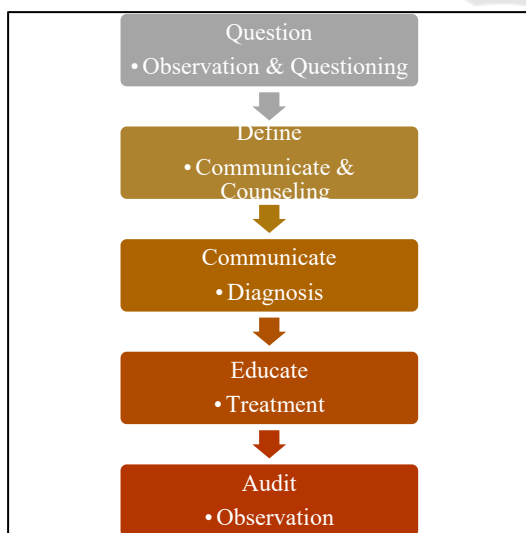 Question
• Observation & Questioning
Define
• Communicate &
Counseling
Communicate
• Diagnosis
Educate
• Treatment
Audit
• Observation